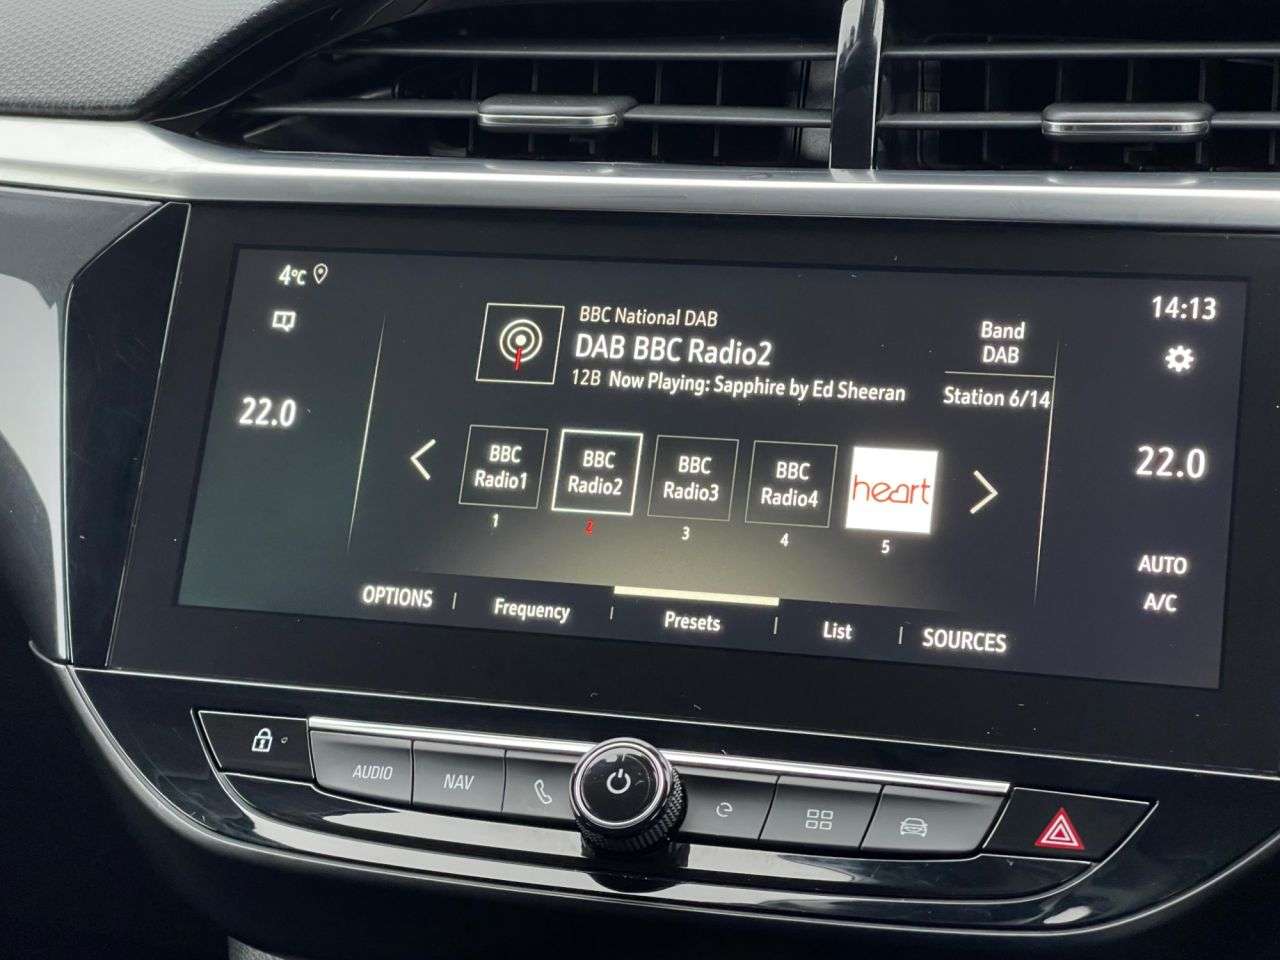 4°C
14:13
BBC National DAB
DAB BBC Radio2
12B Now Playing: Sapphire by Ed Sheeran
Band
DAB
Station 6/14
22.0
22.0
BBC
Radio1
BBC
Radio2
BBC
Radio3
BBC
Radio4
heart
1
2
3
4
5
AUTO
A/C
OPTIONS
Frequency
Presets
List
SOURCES
AUDIO
NAV